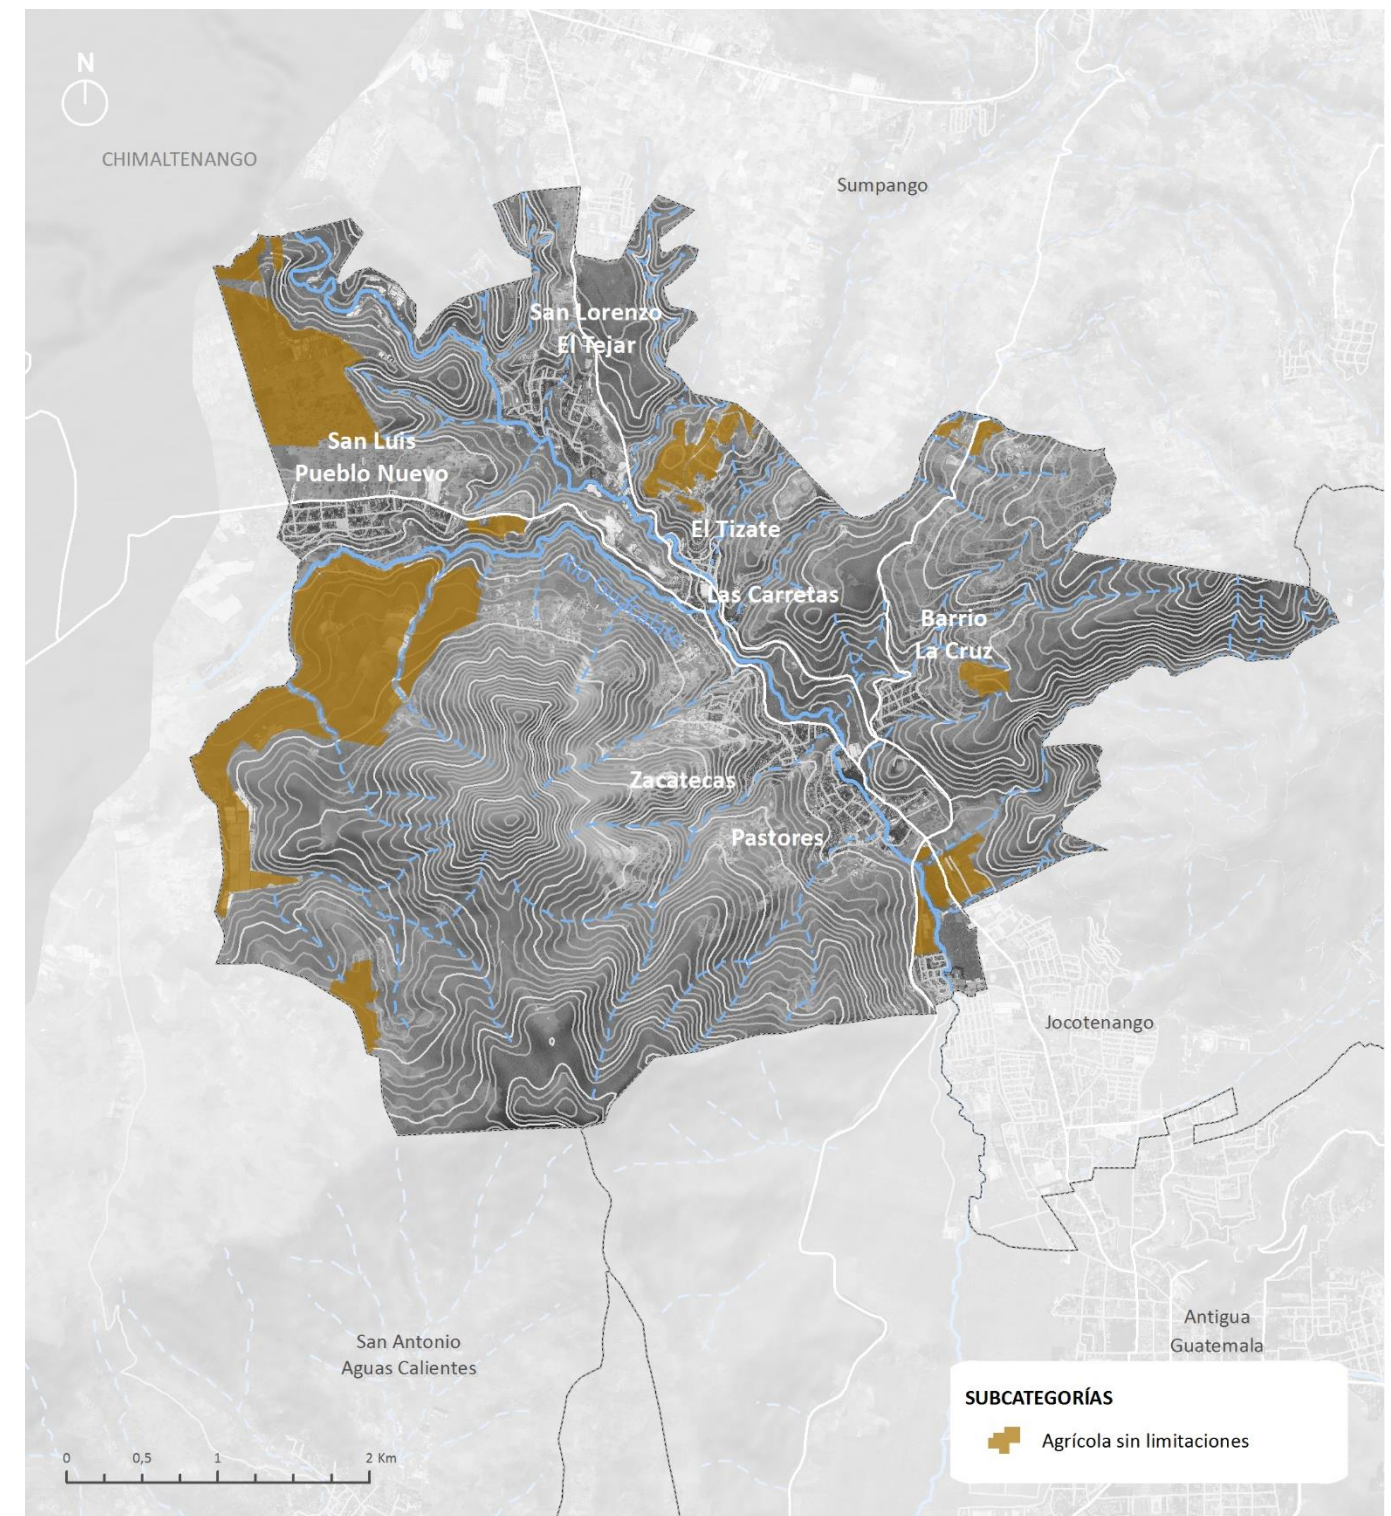 N
CHIMALTENANGO
Sumpango
San Lorenzo
El Tejar
San Luis
Pueblo Nuevo
El Tizate
Las Carretas
Barrio
La Cruz
Zacatecas
Pastores
Jocotenango
Antigua
Guatemala
San Antonio
Aguas Calientes
SUBCATEGORÍAS
Agrícola sin limitaciones
0 0,5 1 2 Km